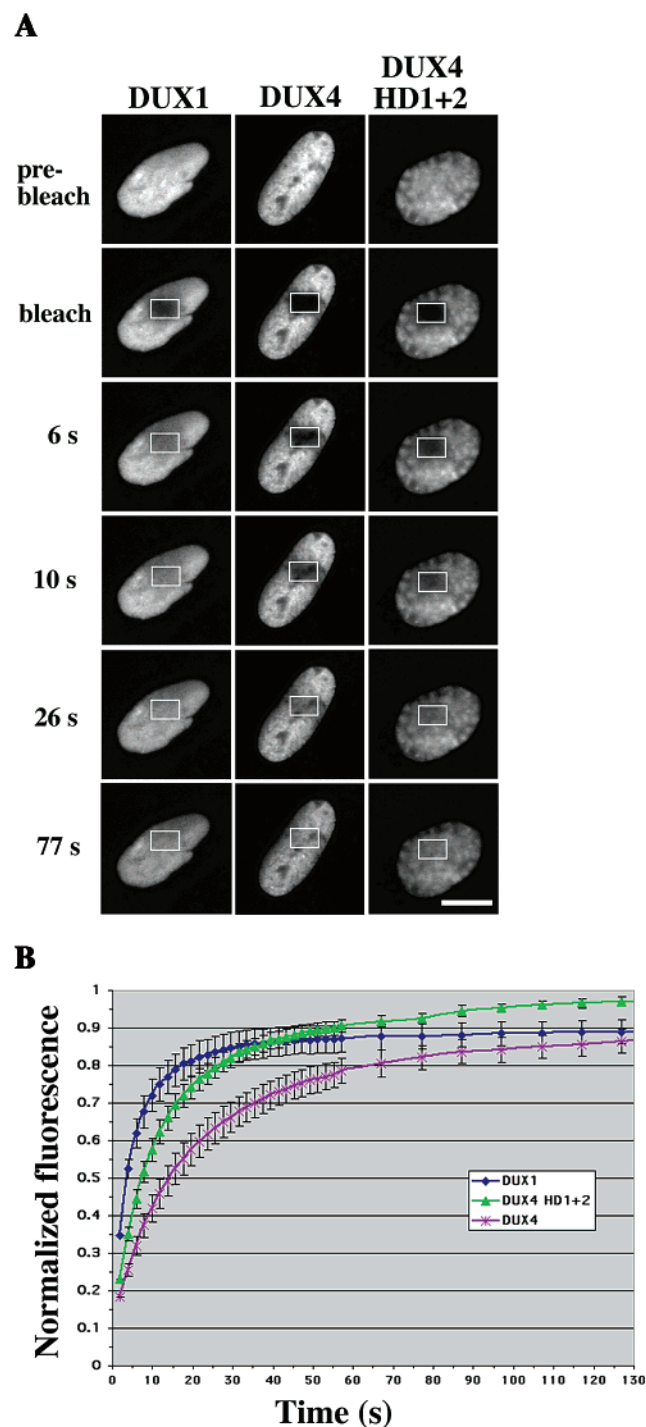 A
DUX1
DUX4
DUX4
HD1+2
pre-
bleach
bleach
6 s
10 s
26 s
77 s
B
Normalized fluorescence
1
0.9
0.8
0.7
0.6
0.5
0.4
0.3
0.2
0.1
0
DUX1
DUX4 HD1+2
DUX4
0 10 20 30 40 50 60 70 80 90 100 110 120 130
Time (s)